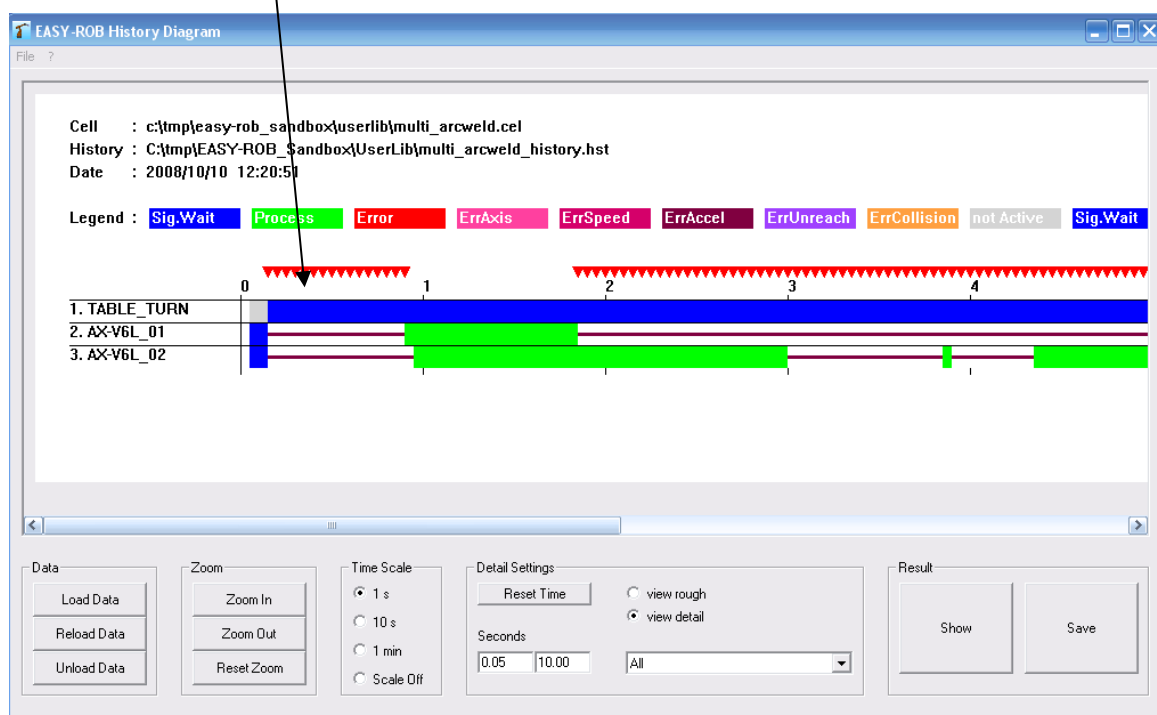 EASY-ROB History Diagram
File ?
Cell : c:\tmp\easy-rob_sandbox\userlib\multi_arcweld.cel
History : C:\tmp\EASY-ROB_Sandbox\UserLib\multi_arcweld_history.hst
Date : 2008/10/10 12:20:51
Legend : Sig.Wait Process Error ErrAxis ErrSpeed ErrAccel ErrUnreach ErrCollision not Active Sig.Wait
0 1 2 3 4
1. TABLE_TURN
2. AX-V6L_01
3. AX-V6L_02
Data Zoom Time Scale Detail Settings Result
Load Data Zoom In 1 s Reset Time view rough Show Save
Reload Data Zoom Out 10 s Seconds view detail
Unload Data Reset Zoom 1 min 0.05 10.00 All
Scale Off